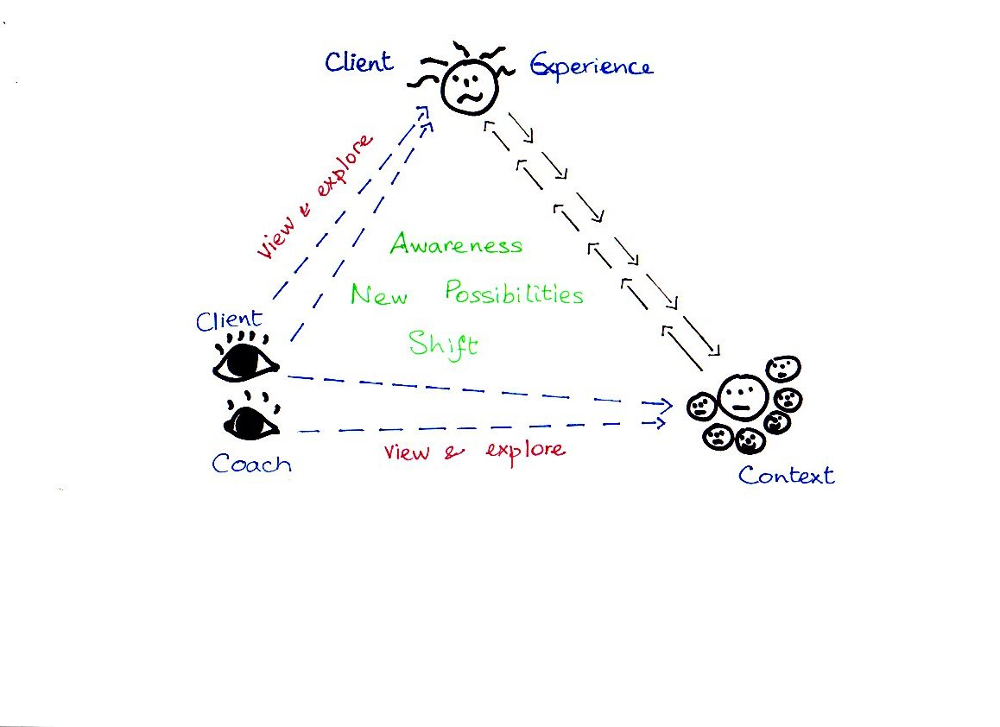 Client Experience
View & explore
Awareness
New Possibilities
Client
Shift
View & explore
Coach
Context